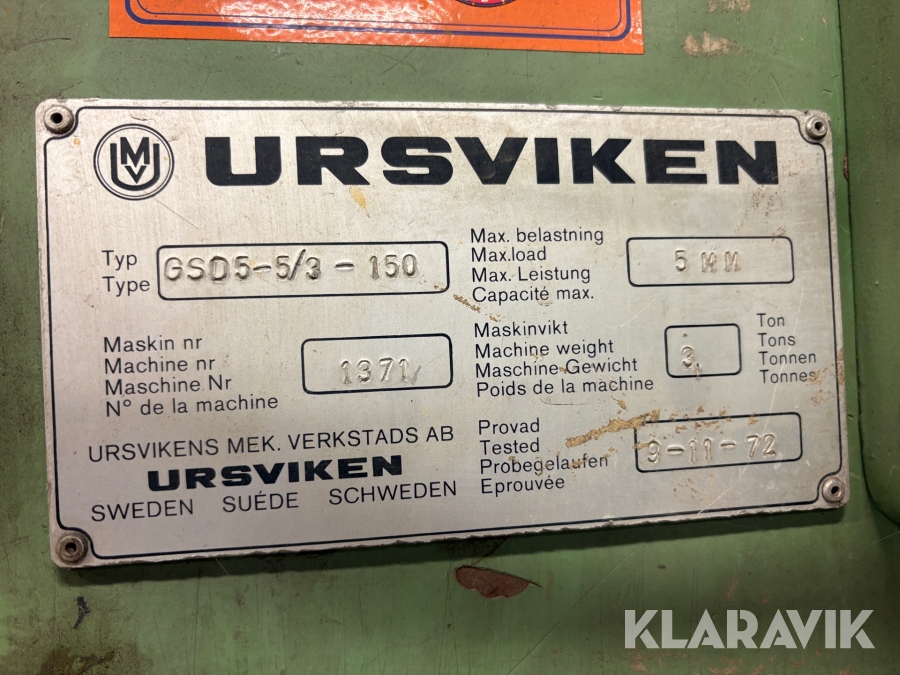 UMV URSVIKEN
Typ
Type
GSD5-5/3-150
Max. belastning
Max.load
Max. Leistung
Capacité max.
5 MM
Maskin nr
Machine nr
Maschine Nr
N° de la machine
1371
Maskinvikt
Machine weight
Maschine Gewicht
Poids de la machine
3,
Ton
Tons
Tonnen
Tonnes
URSVIKENS MEK. VERKSTADS AB
URSVIKEN
SWEDEN SUÉDE SCHWEDEN
Provad
Tested
Probegelaufen
Eprouvée
9-11-72
KLARAVIK